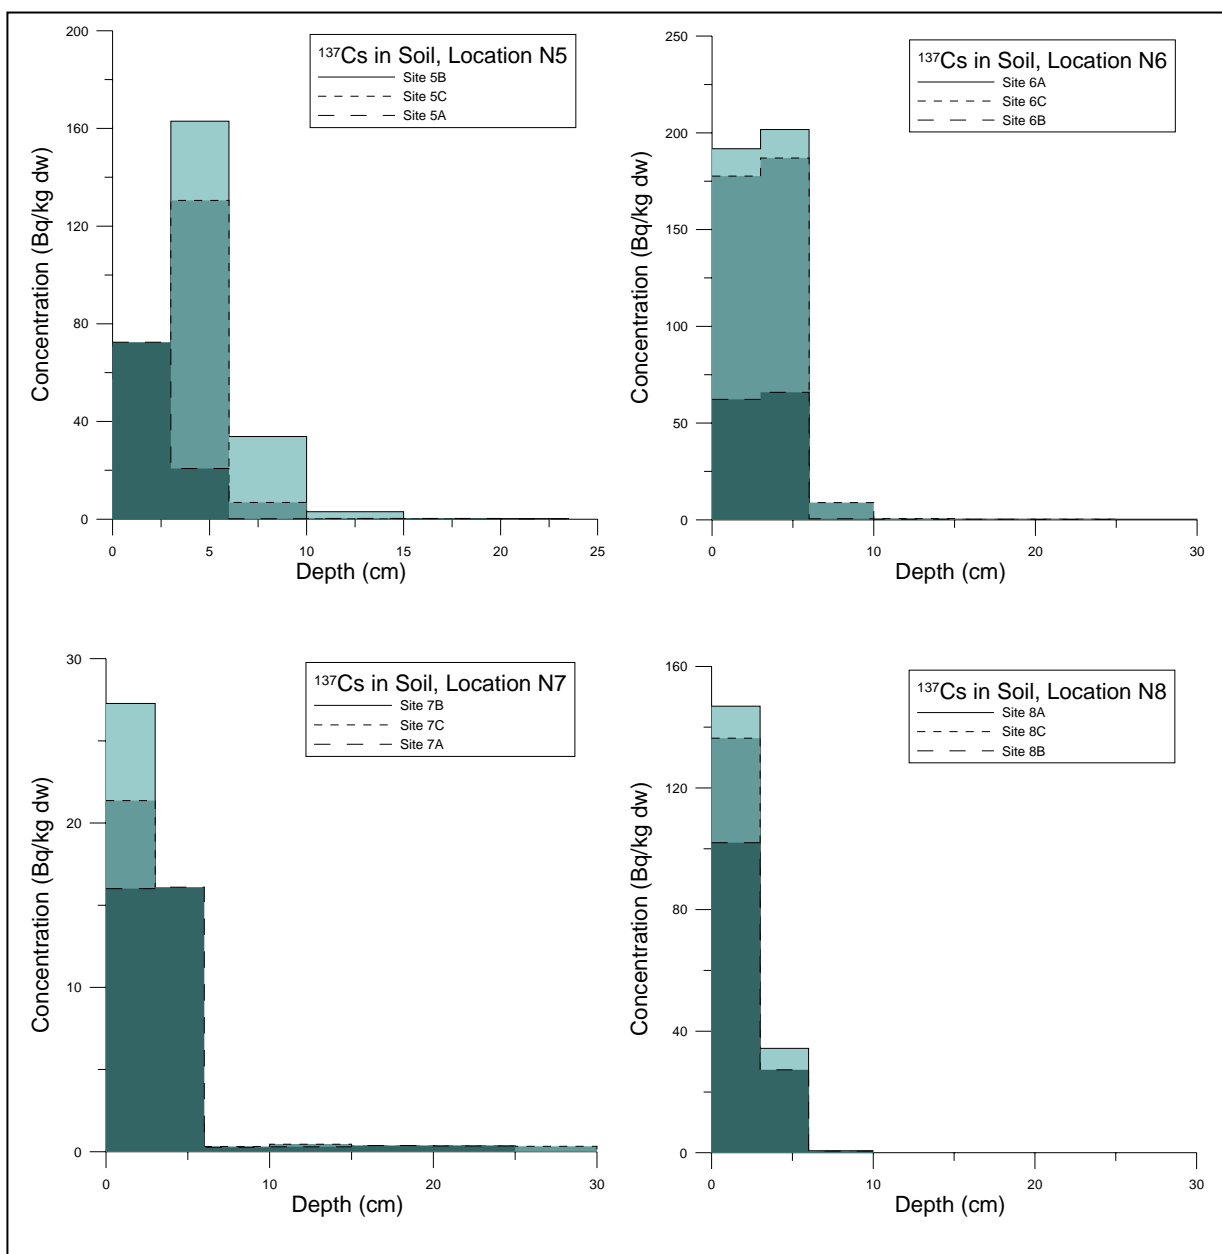 ¹³⁷Cs in Soil, Location N5
Site 5B
Site 5C
Site 5A
Concentration (Bq/kg dw)
200
160
120
80
40
0
0 5 10 15 20 25
Depth (cm)
¹³⁷Cs in Soil, Location N6
Site 6A
Site 6C
Site 6B
Concentration (Bq/kg dw)
250
200
150
100
50
0
0 10 20 30
Depth (cm)
¹³⁷Cs in Soil, Location N7
Site 7B
Site 7C
Site 7A
Concentration (Bq/kg dw)
30
20
10
0
0 10 20 30
Depth (cm)
¹³⁷Cs in Soil, Location N8
Site 8A
Site 8C
Site 8B
Concentration (Bq/kg dw)
160
120
80
40
0
0 10 20 30
Depth (cm)